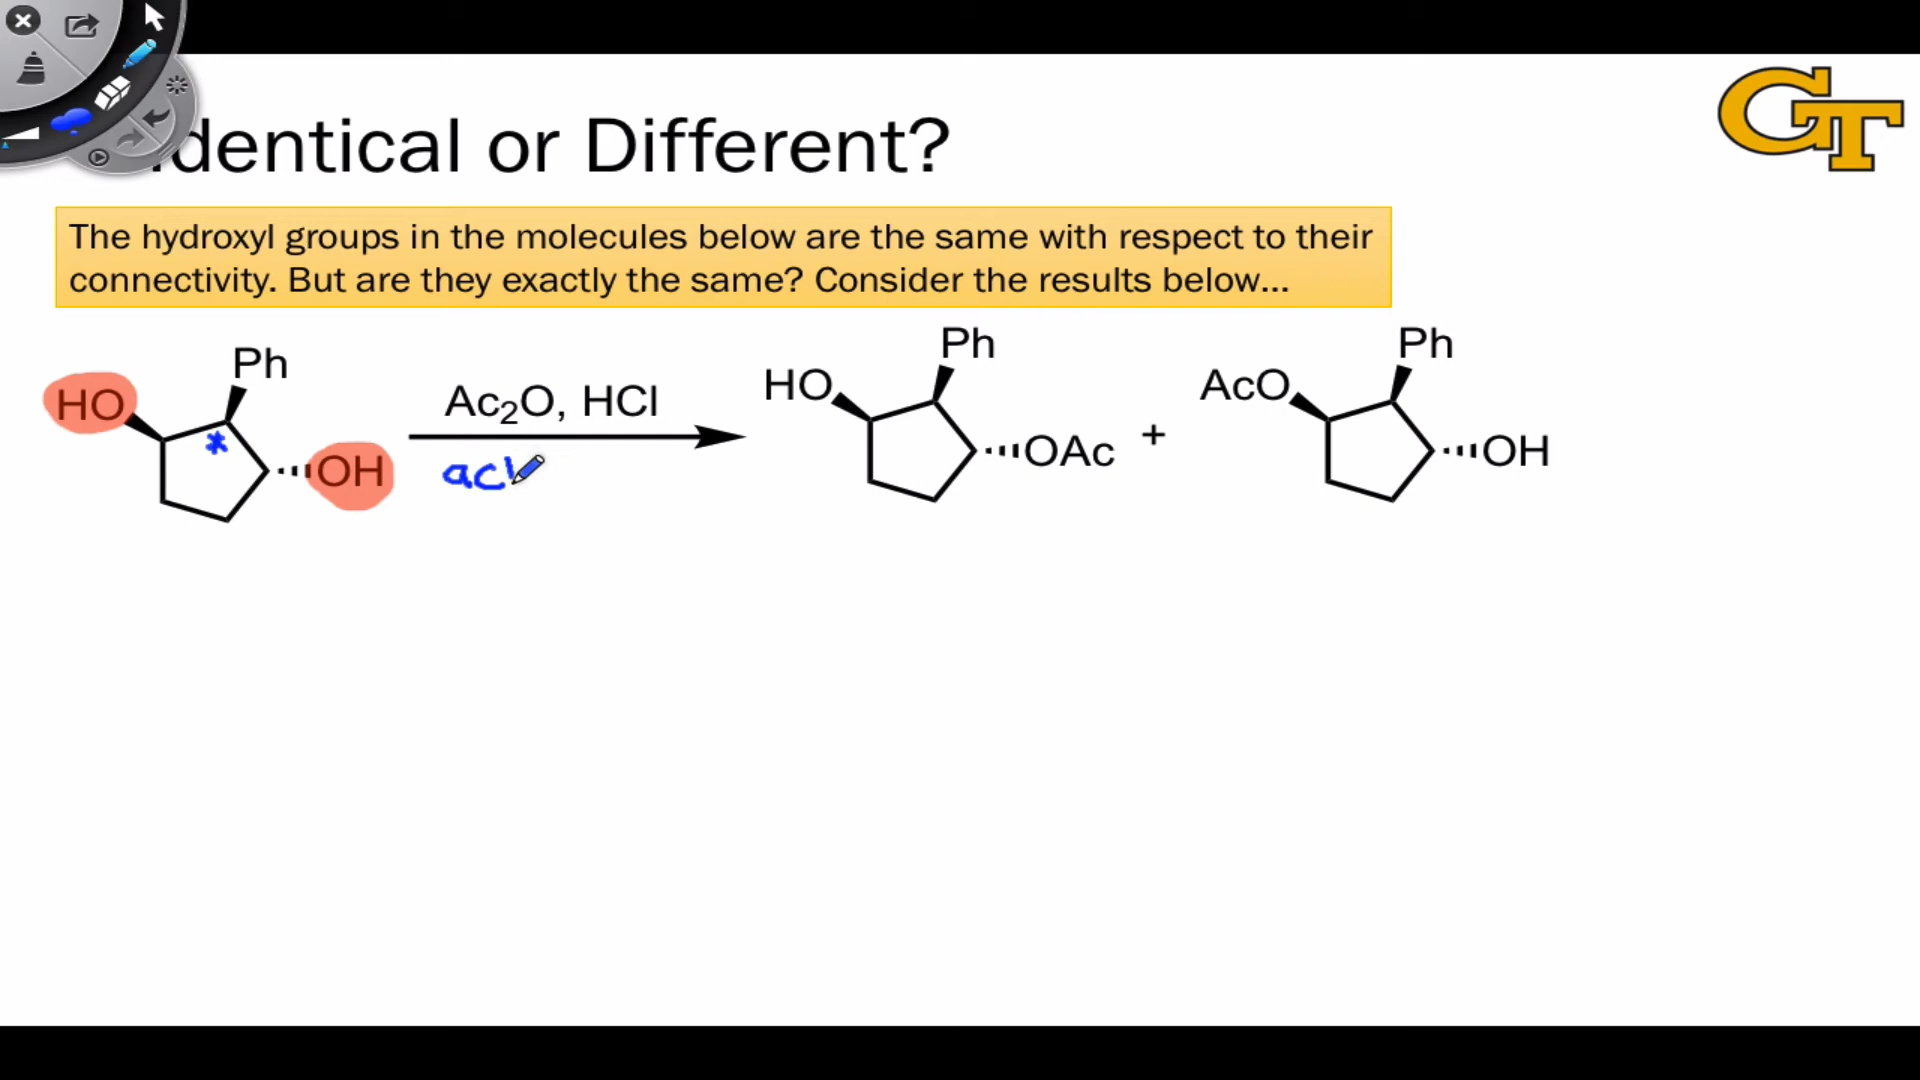 Identical or Different?
GT
The hydroxyl groups in the molecules below are the same with respect to their
connectivity. But are they exactly the same? Consider the results below...
HO Ph OH
Ac₂O, HCl
*
HO Ph OAc
+
AcO Ph OH